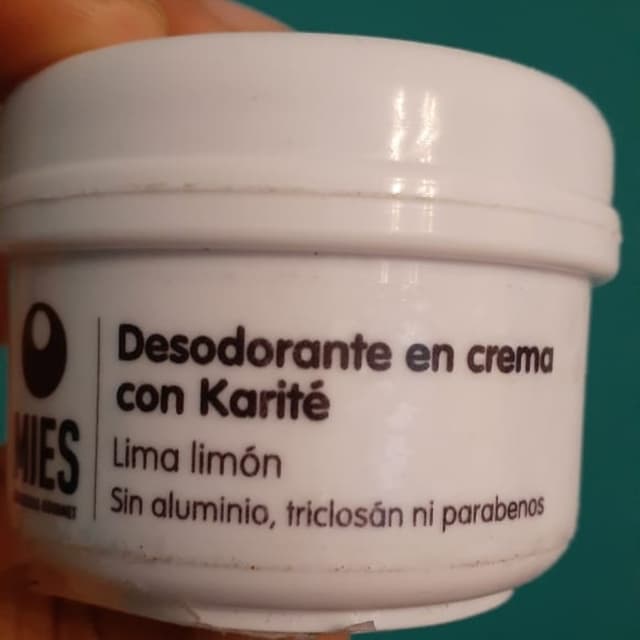 MIES
Desodorante en crema
con Karité
Lima limón
Sin aluminio, triclosán ni parabenos